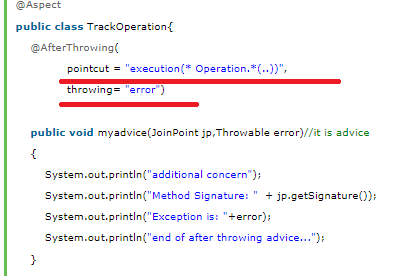 @Aspect
public class TrackOperation{
@AfterThrowing(
pointcut = "execution(* Operation.*(..))",
throwing= "error")
public void myadvice(JoinPoint jp,Throwable error)//it is advice
{
System.out.println("additional concern");
System.out.println("Method Signature: "  + jp.getSignature());
System.out.println("Exception is: "+error);
System.out.println("end of after throwing advice...");
}